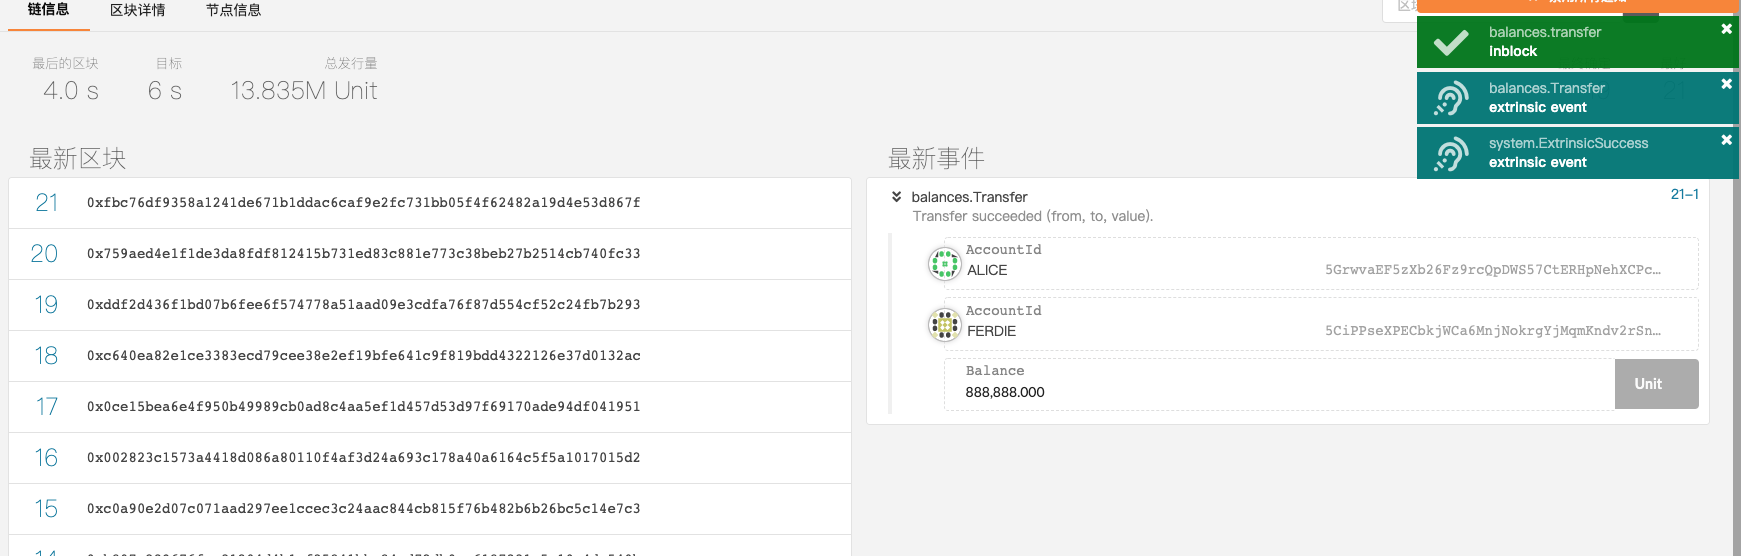 链信息 区块详情 节点信息
最后的区块 目标 总发行量
4.0 s 6 s 13.835M Unit
balances.transfer
inblock
balances.Transfer
extrinsic event
system.ExtrinsicSuccess
extrinsic event
最新区块
21 0xfbc76df9358a1241de671b1ddac6caf9e2fc731bb05f4f62482a19d4e53d867f
20 0x759aed4e1f1de3da8fdf812415b731ed83c881e773c38beb27b2514cb740fc33
19 0xddf2d436f1bd07b6fee6f574778a51aad09e3cdfa76f87d554cf52c24fb7b293
18 0xc640ea82e1ce3383ecd79cee38e2ef19bfe641c9f819bdd4322126e37d0132ac
17 0x0ce15bea6e4f950b49989cb0ad8c4aa5ef1d457d53d97f69170ade94df041951
16 0x002823c1573a4418d086a80110f4af3d24a693c178a40a6164c5f5a1017015d2
15 0xc0a90e2d07c071aad297ee1ccec3c24aac844cb815f76b482b6b26bc5c14e7c3
最新事件
balances.Transfer 21-1
Transfer succeeded (from, to, value).
AccountId
ALICE 5GrwvaEF5zXb26Fz9rcQpDWS57CtERHpNehXCPc…
AccountId
FERDIE 5CiPPseXPECbkjWCa6MnjNokrgYjMqmKndv2rSn…
Balance
888,888.000 Unit